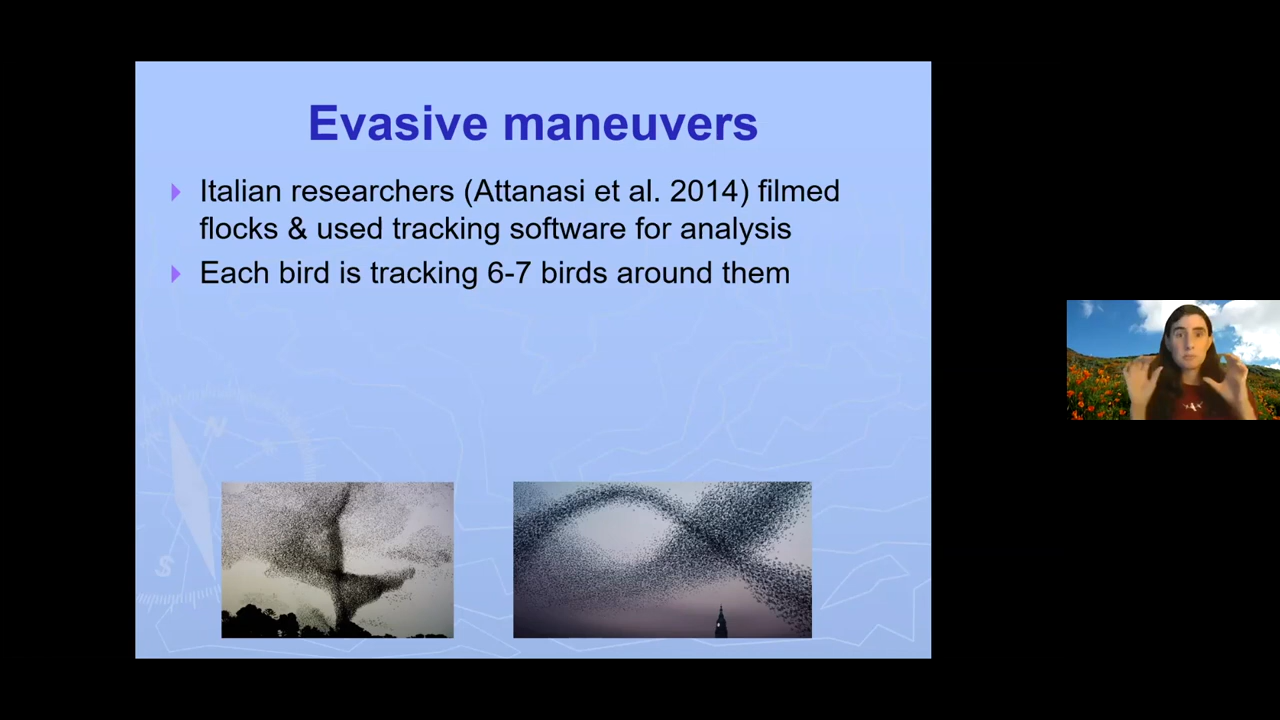 Evasive maneuvers
Italian researchers (Attanasi et al. 2014) filmed
flocks & used tracking software for analysis
Each bird is tracking 6-7 birds around them
N
S